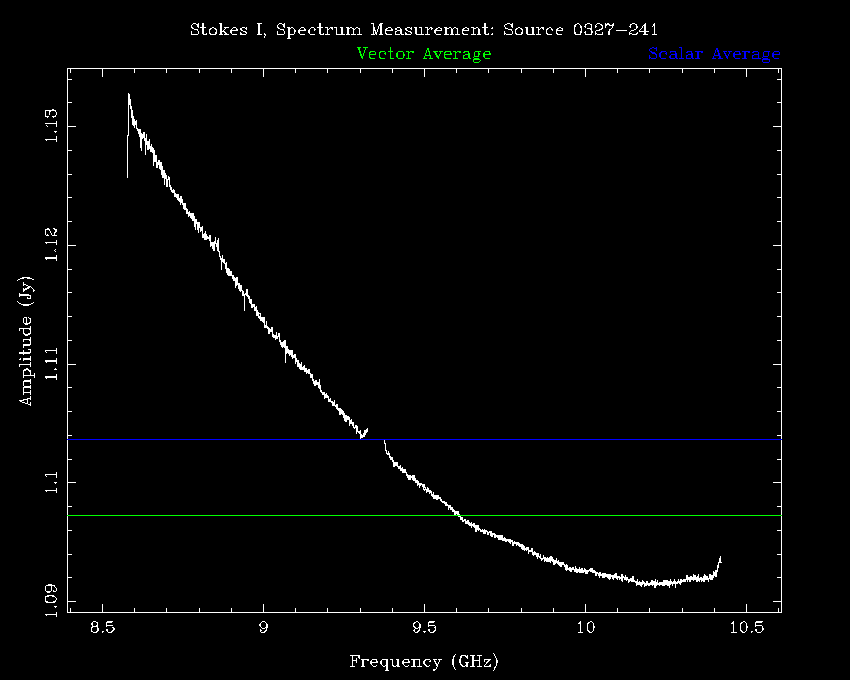 Stokes I, Spectrum Measurement: Source 0327-241
Vector Average Scalar Average
1.13
1.12
1.11
1.1
1.09
Amplitude (Jy)
8.5 9 9.5 10 10.5
Frequency (GHz)